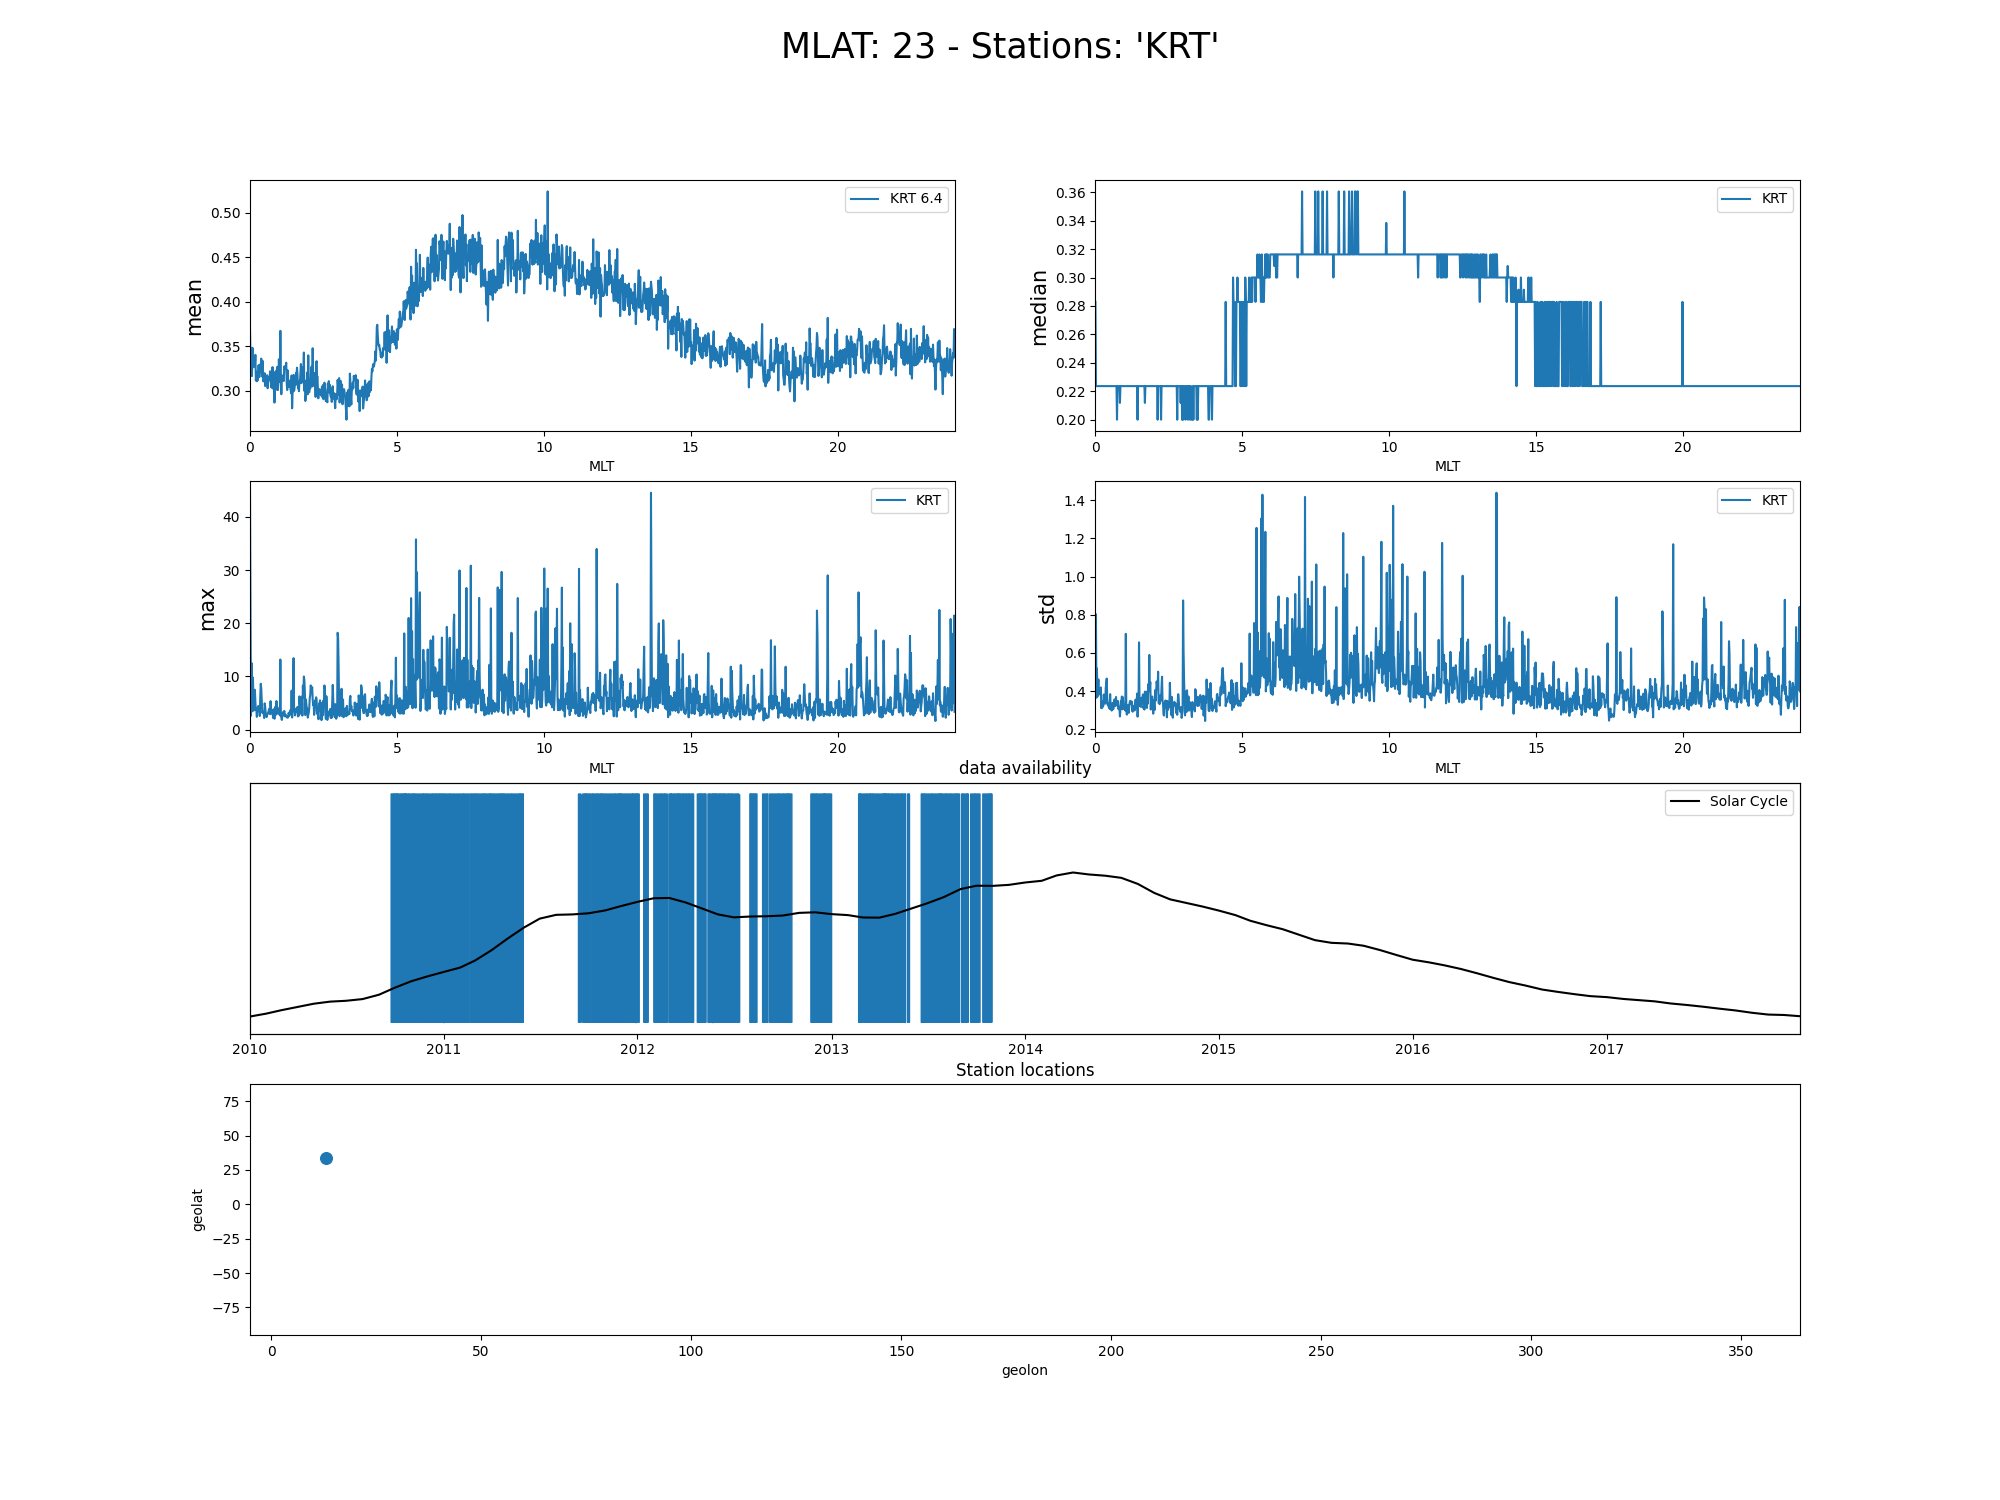 MLAT: 23 - Stations: 'KRT'
mean
0.50
0.45
0.40
0.35
0.30
KRT 6.4
0 5 10 15 20
MLT
median
0.36
0.34
0.32
0.30
0.28
0.26
0.24
0.22
0.20
KRT
0 5 10 15 20
MLT
max
40
30
20
10
0
KRT
0 5 10 15 20
MLT
std
1.4
1.2
1.0
0.8
0.6
0.4
0.2
KRT
0 5 10 15 20
MLT
data availability
Solar Cycle
2010 2011 2012 2013 2014 2015 2016 2017
Station locations
geolat
75
50
25
0
−25
−50
−75
0 50 100 150 200 250 300 350
geolon